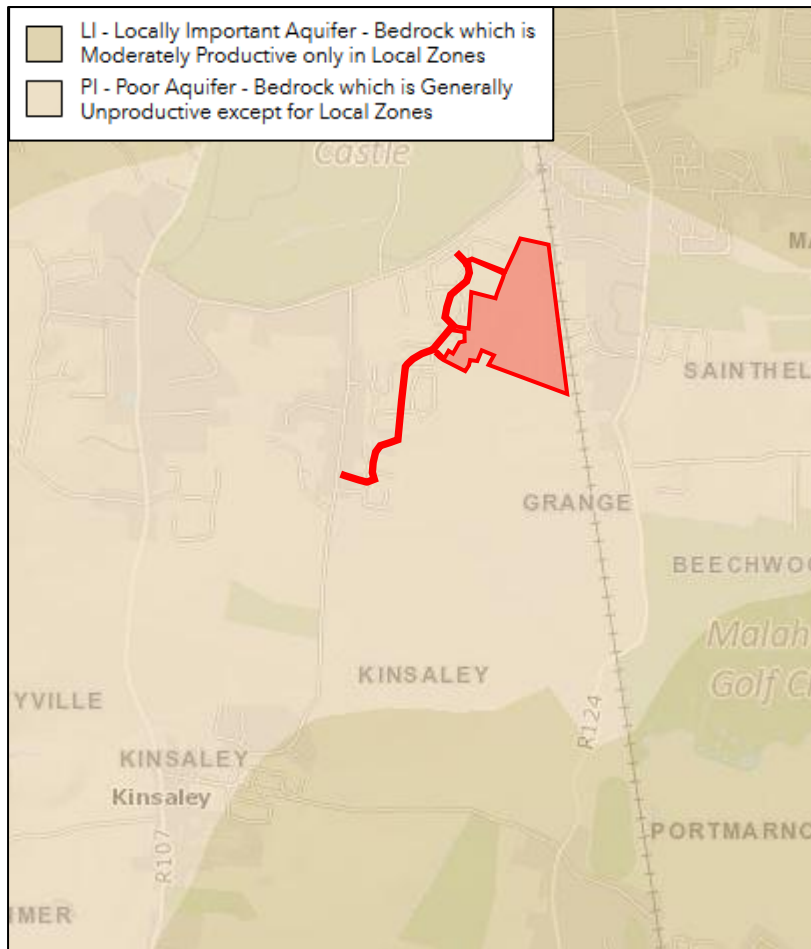 LI - Locally Important Aquifer - Bedrock which is
Moderately Productive only in Local Zones
PI - Poor Aquifer - Bedrock which is Generally
Unproductive except for Local Zones
Castle
MA
SAINTHEL
GRANGE
BEECHWOO
Malah
Golf C
KINSALEY
R124
YVILLE
KINSALEY
Kinsaley
R107
PORTMARNO
IMER